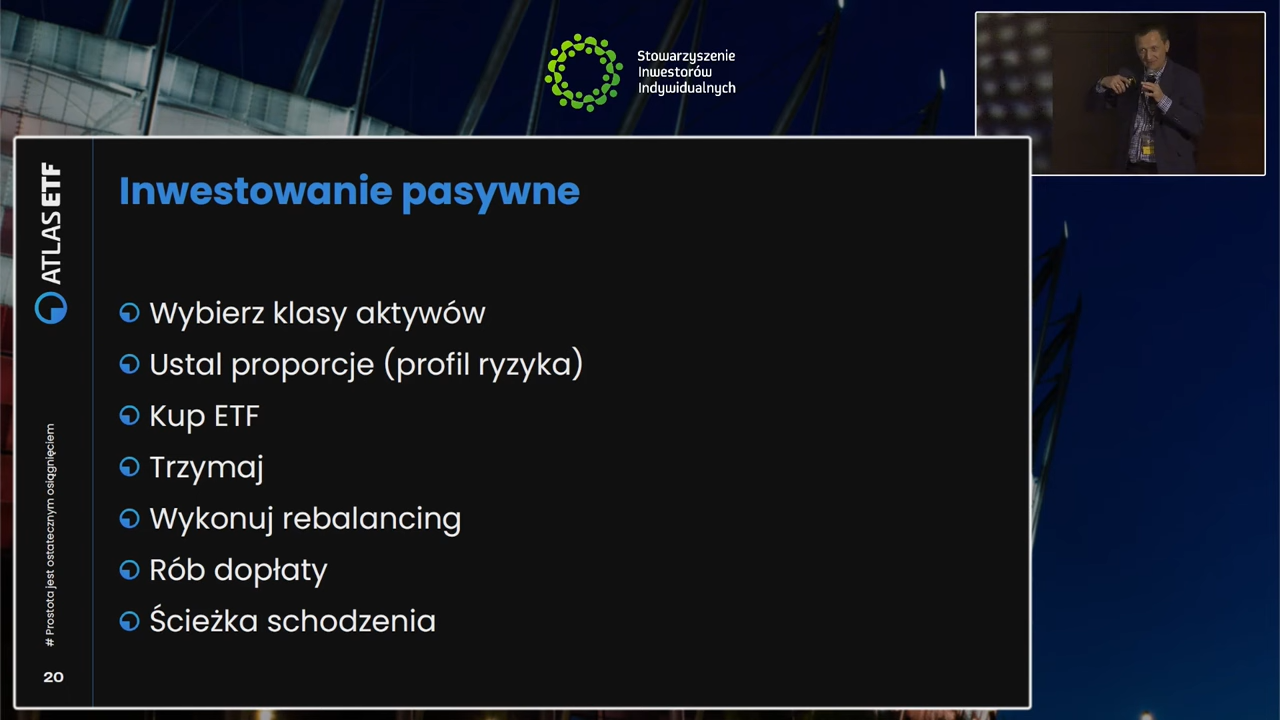 Stowarzyszenie
Inwestorów
Indywidualnych
ATLAS ETF
Inwestowanie pasywne
Wybierz klasy aktywów
Ustal proporcje (profil ryzyka)
Kup ETF
Trzymaj
Wykonuj rebalancing
Rób dopłaty
Ścieżka schodzenia
# Prostota jest ostatecznym osiągnięciem
20